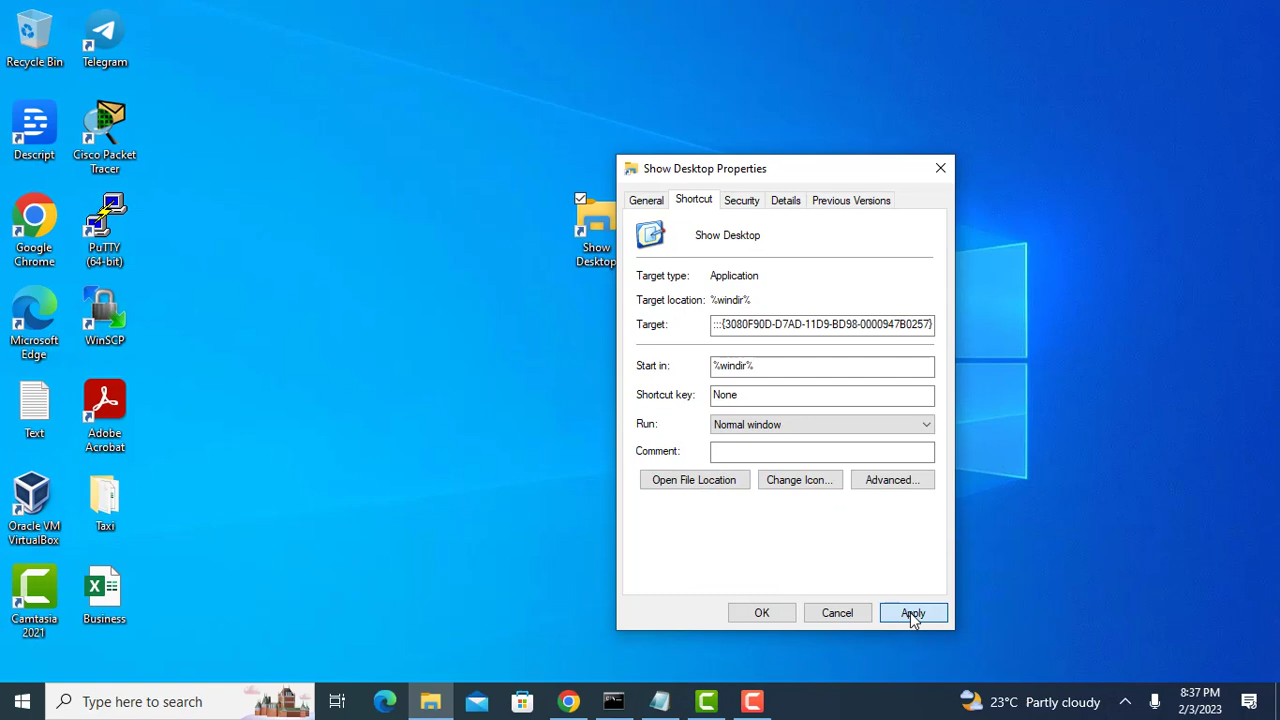 Recycle Bin
Telegram
Descript
Cisco Packet
Tracer
Google
Chrome
PuTTY
(64-bit)
Microsoft
Edge
WinSCP
Text
Adobe
Acrobat
Oracle VM
VirtualBox
Taxi
Camtasia
2021
Business
Show
Desktop
Show Desktop Properties
General
Shortcut
Security
Details
Previous Versions
Show Desktop
Target type: Application
Target location: %windir%
Target: :::{3080F90D-D7AD-11D9-BD98-0000947B0257}
Start in: %windir%
Shortcut key: None
Run: Normal window
Comment:
Open File Location
Change Icon...
Advanced...
OK
Cancel
Apply
Type here to search
23°C Partly cloudy
8:37 PM
2/3/2023